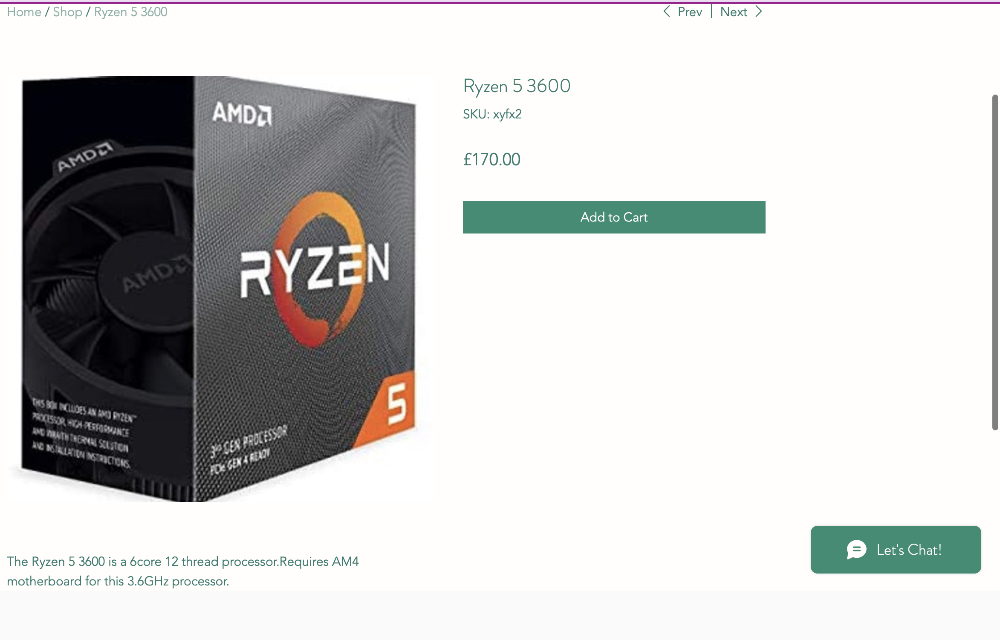 Home / Shop / Ryzen 5 3600
Prev | Next
Ryzen 5 3600
SKU: xyfx2
£170.00
Add to Cart
AMD
AMD
AMD
RYZEN
5
THIS BOX INCLUDES AN AMD RYZEN™
PROCESSOR, HIGH-PERFORMANCE
AMD WRAITH THERMAL SOLUTION
AND INSTALLATION INSTRUCTIONS.
3RD GEN PROCESSOR
PCIe GEN 4 READY
Let's Chat!
The Ryzen 5 3600 is a 6core 12 thread processor.Requires AM4
motherboard for this 3.6GHz processor.